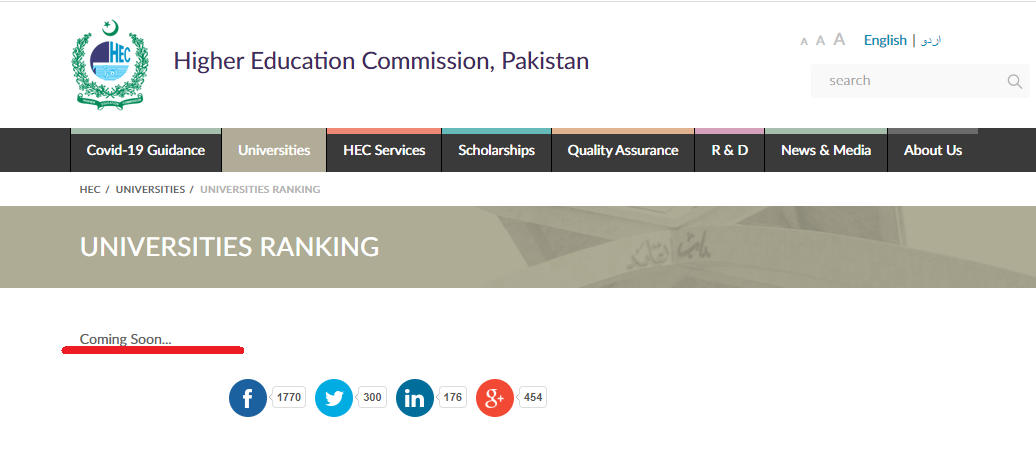 HEC
Higher Education Commission, Pakistan
A A A English | اردو
search
Covid-19 Guidance Universities HEC Services Scholarships Quality Assurance R & D News & Media About Us
HEC / UNIVERSITIES / UNIVERSITIES RANKING
UNIVERSITIES RANKING
Coming Soon...
f 1770 300 in 176 g+ 454